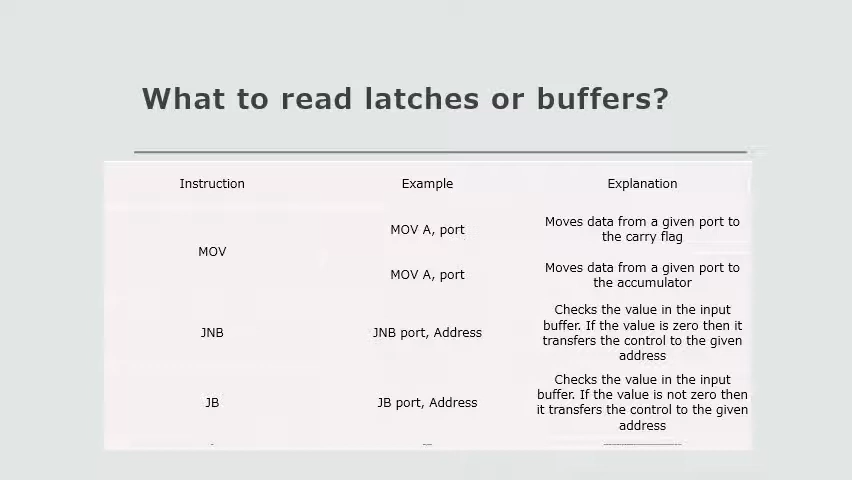 What to read latches or buffers?
Instruction Example Explanation
MOV
MOV A, port
Moves data from a given port to
the carry flag
MOV A, port
Moves data from a given port to
the accumulator
JNB
JNB port, Address
Checks the value in the input
buffer. If the value is zero then it
transfers the control to the given
address
JB
JB port, Address
Checks the value in the input
buffer. If the value is not zero then
it transfers the control to the given
address